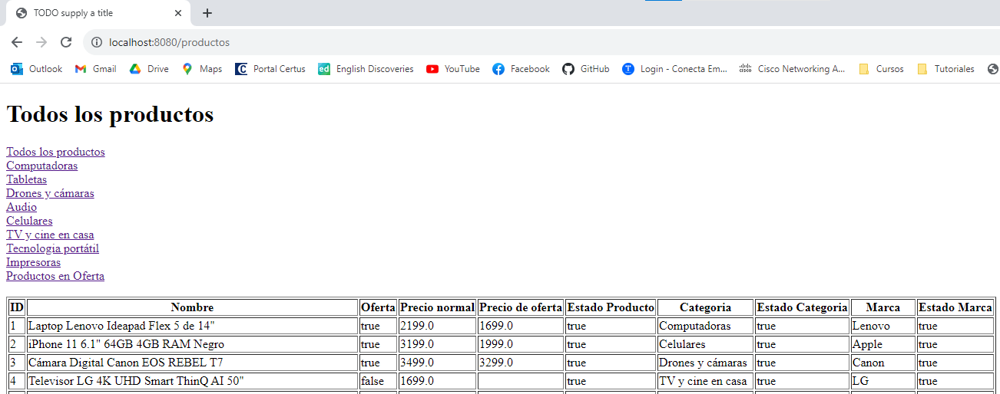 TODO supply a title
localhost:8080/productos
Outlook Gmail Drive Maps Portal Certus English Discoveries YouTube Facebook GitHub Login - Conecta Em... Cisco Networking A... Cursos Tutoriales
Todos los productos
Todos los productos
Computadoras
Tabletas
Drones y cámaras
Audio
Celulares
TV y cine en casa
Tecnologia portátil
Impresoras
Productos en Oferta
ID Nombre Oferta Precio normal Precio de oferta Estado Producto Categoria Estado Categoria Marca Estado Marca
1 Laptop Lenovo Ideapad Flex 5 de 14" true 2199.0 1699.0 true Computadoras true Lenovo true
2 iPhone 11 6.1" 64GB 4GB RAM Negro true 3199.0 1999.0 true Celulares true Apple true
3 Cámara Digital Canon EOS REBEL T7 true 3499.0 3299.0 true Drones y cámaras true Canon true
4 Televisor LG 4K UHD Smart ThinQ AI 50" false 1699.0 true TV y cine en casa true LG true